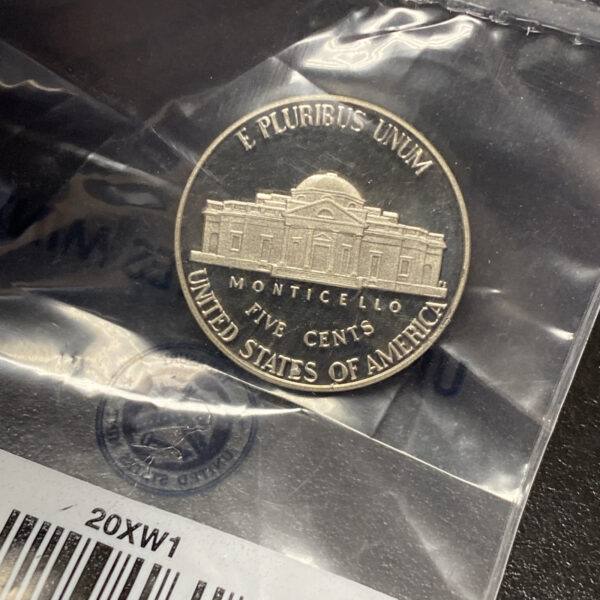 E PLURIBUS UNUM
MONTICELLO
FIVE CENTS
UNITED STATES OF AMERICA
20XW1